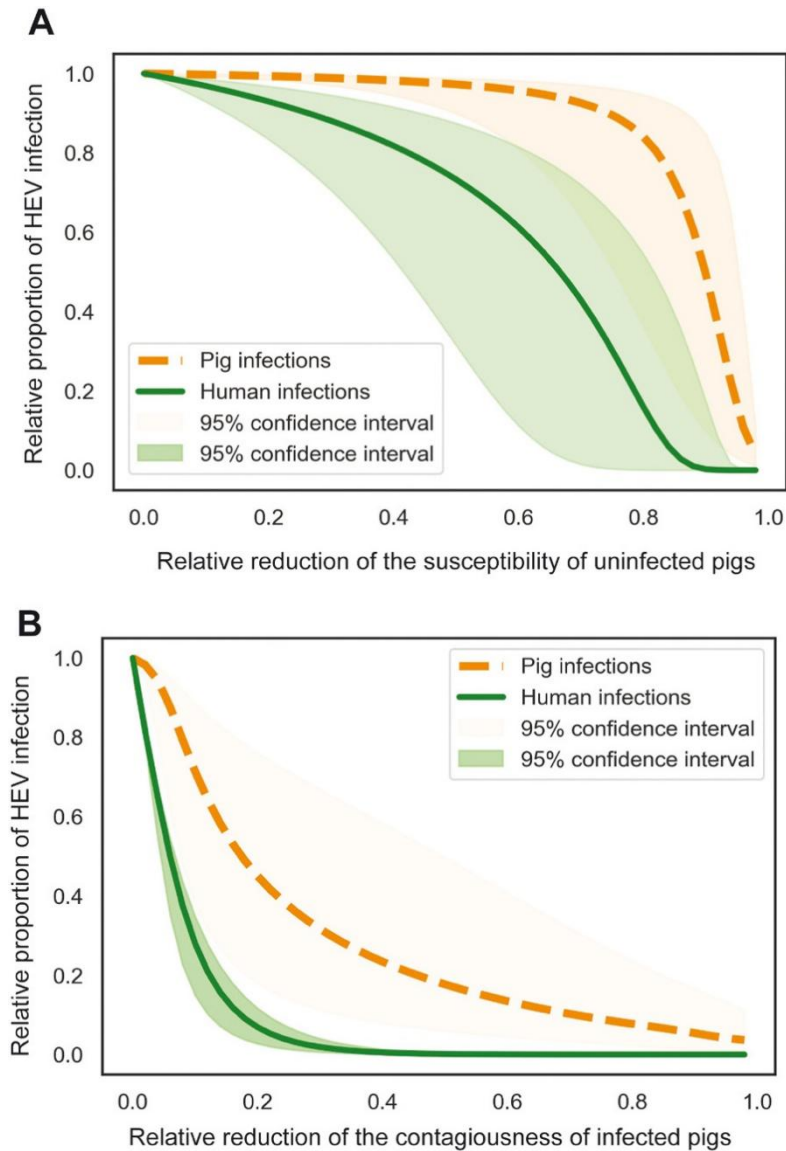 A
Relative proportion of HEV infection
1.0
0.8
0.6
0.4
0.2
0.0
Pig infections
Human infections
95% confidence interval
95% confidence interval
0.0 0.2 0.4 0.6 0.8 1.0
Relative reduction of the susceptibility of uninfected pigs
B
Relative proportion of HEV infection
1.0
0.8
0.6
0.4
0.2
0.0
Pig infections
Human infections
95% confidence interval
95% confidence interval
0.0 0.2 0.4 0.6 0.8 1.0
Relative reduction of the contagiousness of infected pigs